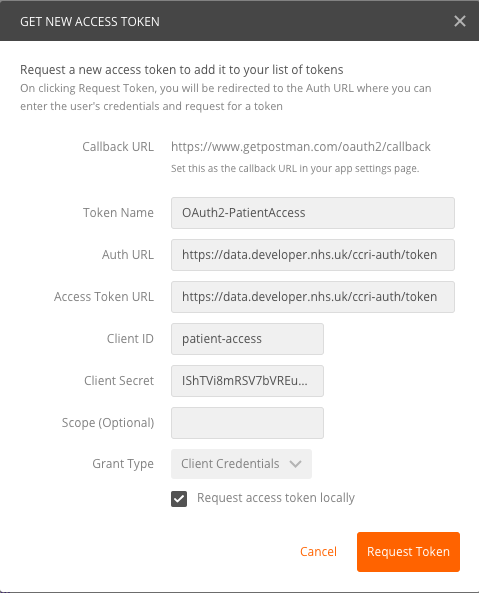 GET NEW ACCESS TOKEN
Request a new access token to add it to your list of tokens
On clicking Request Token, you will be redirected to the Auth URL where you can
enter the user's credentials and request for a token
Callback URL https://www.getpostman.com/oauth2/callback
Set this as the callback URL in your app settings page.
Token Name OAuth2-PatientAccess
Auth URL https://data.developer.nhs.uk/ccri-auth/token
Access Token URL https://data.developer.nhs.uk/ccri-auth/token
Client ID patient-access
Client Secret IShTVi8mRSV7bVREu...
Scope (Optional)
Grant Type Client Credentials
Request access token locally
Cancel Request Token